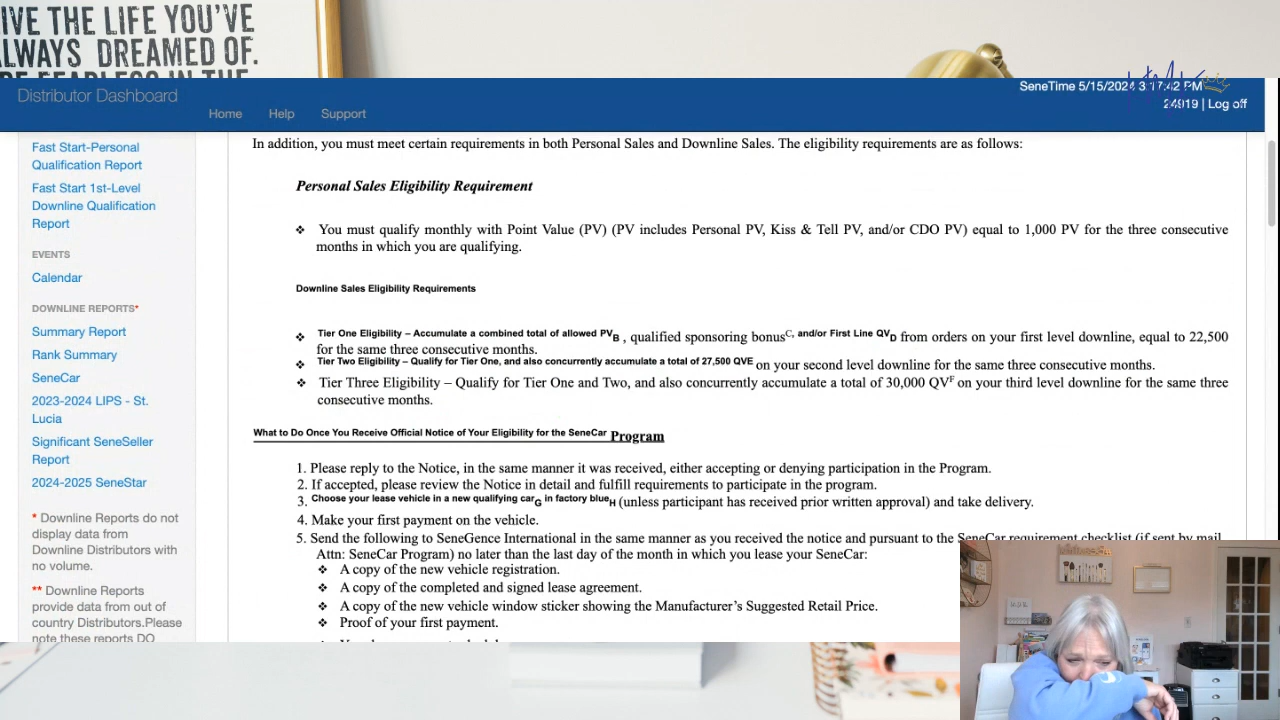 IVE THE LIFE YOU'VE
ALWAYS DREAMED OF.
Distributor Dashboard
Home
Help
Support
SeneTime 5/15/2024 3:17:42 PM
24919 | Log off
Fast Start-Personal
Qualification Report
Fast Start 1st-Level
Downline Qualification
Report
EVENTS
Calendar
DOWNLINE REPORTS*
Summary Report
Rank Summary
SeneCar
2023-2024 LIPS - St.
Lucia
Significant SeneSeller
Report
2024-2025 SeneStar
* Downline Reports do not
display data from
Downline Distributors with
no volume.
** Downline Reports
provide data from out of
country Distributors.Please
note these reports DO
In addition, you must meet certain requirements in both Personal Sales and Downline Sales. The eligibility requirements are as follows:
Personal Sales Eligibility Requirement
❖ You must qualify monthly with Point Value (PV) (PV includes Personal PV, Kiss & Tell PV, and/or CDO PV) equal to 1,000 PV for the three consecutive
months in which you are qualifying.
Downline Sales Eligibility Requirements
❖ Tier One Eligibility – Accumulate a combined total of allowed PVB , qualified sponsoring bonusC, and/or First Line QVD from orders on your first level downline, equal to 22,500
for the same three consecutive months.
❖ Tier Two Eligibility – Qualify for Tier One, and also concurrently accumulate a total of 27,500 QVE on your second level downline for the same three consecutive months.
❖ Tier Three Eligibility – Qualify for Tier One and Two, and also concurrently accumulate a total of 30,000 QVF on your third level downline for the same three
consecutive months.
What to Do Once You Receive Official Notice of Your Eligibility for the SeneCar Program
1. Please reply to the Notice, in the same manner it was received, either accepting or denying participation in the Program.
2. If accepted, please review the Notice in detail and fulfill requirements to participate in the program.
3. Choose your lease vehicle in a new qualifying carG in factory blueH (unless participant has received prior written approval) and take delivery.
4. Make your first payment on the vehicle.
5. Send the following to SeneGence International in the same manner as you received the notice and pursuant to the SeneCar requirement checklist (if sent by mail,
Attn: SeneCar Program) no later than the last day of the month in which you lease your SeneCar:
❖ A copy of the new vehicle registration.
❖ A copy of the completed and signed lease agreement.
❖ A copy of the new vehicle window sticker showing the Manufacturer's Suggested Retail Price.
❖ Proof of your first payment.